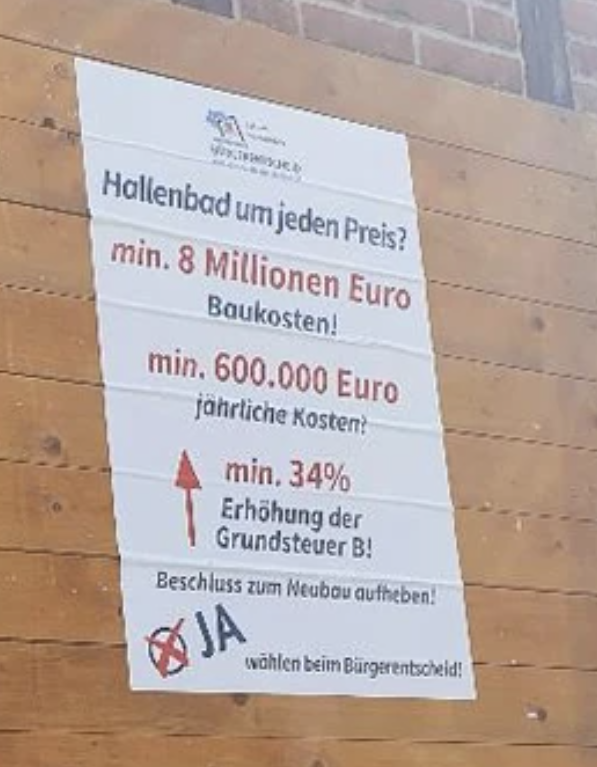 Hallenbad um jeden Preis?
min. 8 Millionen Euro
Baukosten!
min. 600.000 Euro
jährliche Kosten?
min. 34%
Erhöhung der
Grundsteuer B!
Beschluss zum Neubau aufheben!
JA
wählen beim Bürgerentscheid!